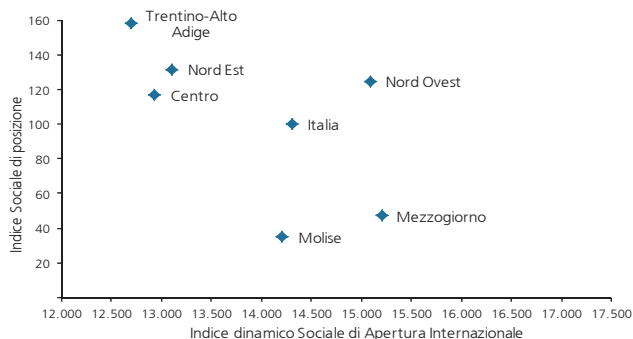 Indice Sociale di posizione
160
140
120
100
80
60
40
20
Trentino-Alto
Adige
Nord Est
Centro
Nord Ovest
Italia
Mezzogiorno
Molise
12.000 12.500 13.000 13.500 14.000 14.500 15.000 15.500 16.000 16.500 17.000 17.500
Indice dinamico Sociale di Apertura Internazionale